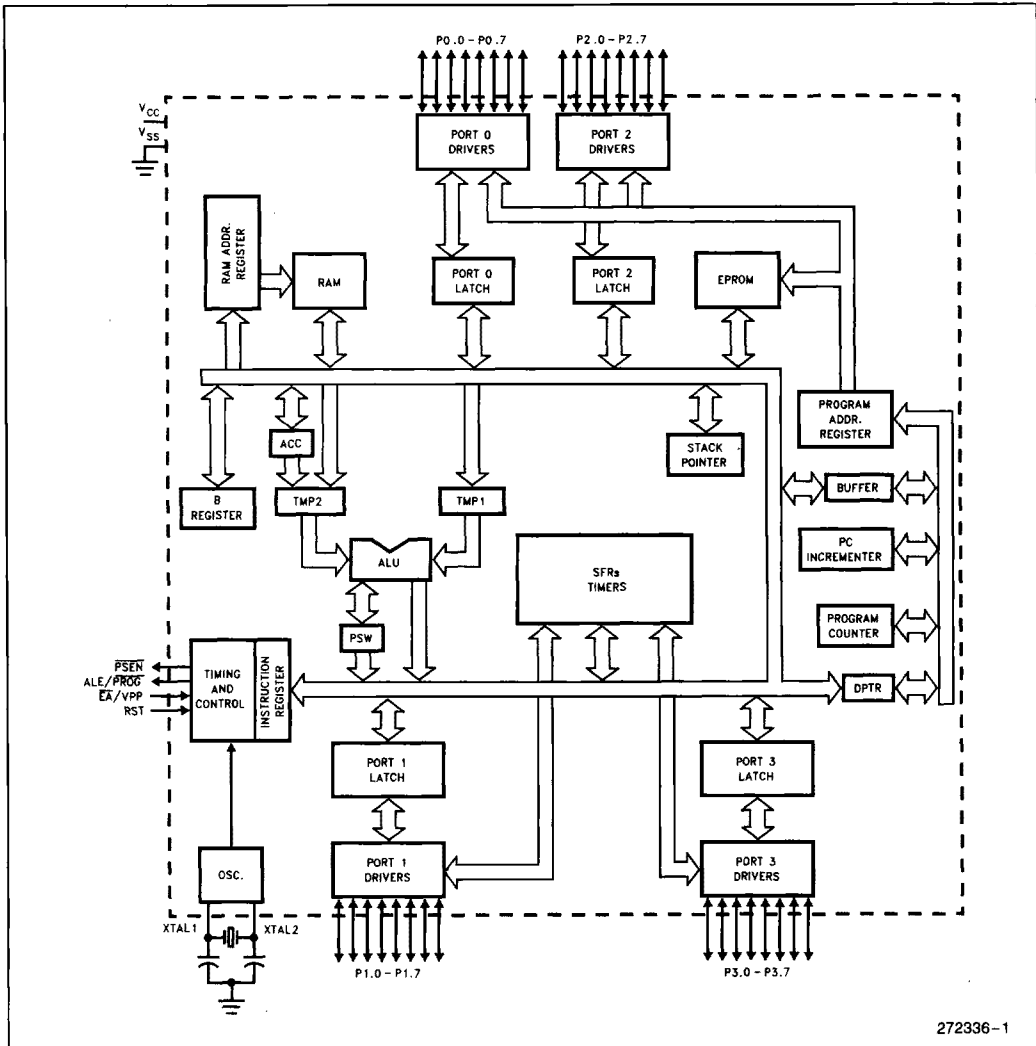 P0.0-P0.7
P2.0-P2.7
VCC
VSS
PORT 0
DRIVERS
PORT 2
DRIVERS
RAM ADDR.
REGISTER
RAM
PORT 0
LATCH
PORT 2
LATCH
EPROM
PROGRAM
ADDR.
REGISTER
ACC
STACK
POINTER
B
REGISTER
TMP2
TMP1
BUFFER
ALU
SFRs
TIMERS
PC
INCREMENTER
PSW
PROGRAM
COUNTER
PSEN
ALE/PROG
EA/VPP
RST
TIMING
AND
CONTROL
INSTRUCTION
REGISTER
DPTR
PORT 1
LATCH
PORT 3
LATCH
OSC.
PORT 1
DRIVERS
PORT 3
DRIVERS
XTAL1
XTAL2
P1.0-P1.7
P3.0-P3.7
272336-1